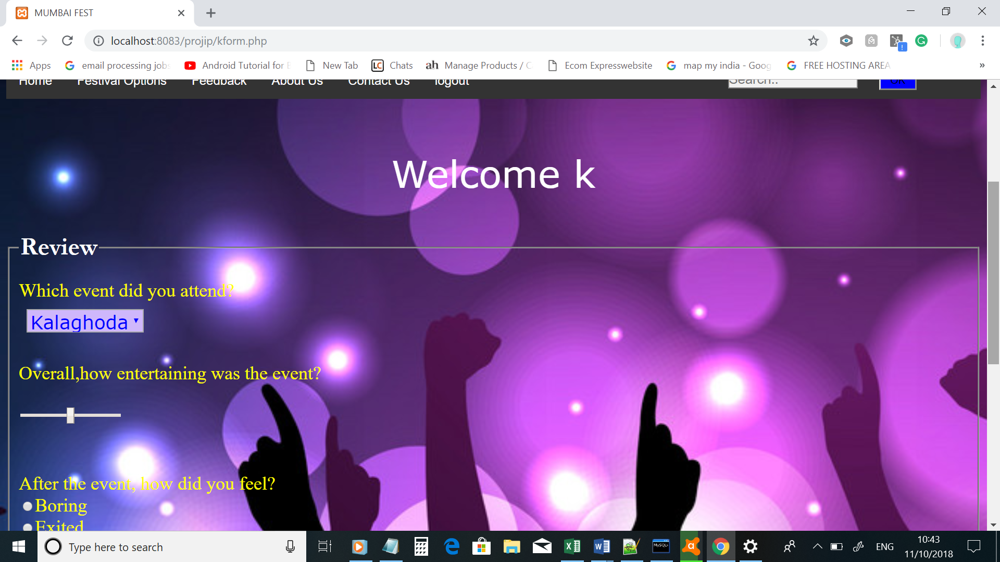 MUMBAI FEST
localhost:8083/projip/kform.php
Apps email processing jobs Android Tutorial for B New Tab LC Chats ah Manage Products / C Ecom Expresswebsite map my india - Goog FREE HOSTING AREA »
Home Festival Options Feedback About Us Contact Us logout Search.. OK
Welcome k
Review
Which event did you attend?
Kalaghoda
Overall,how entertaining was the event?
After the event, how did you feel?
Boring
Exited
Type here to search MySQL ENG 10:43
11/10/2018